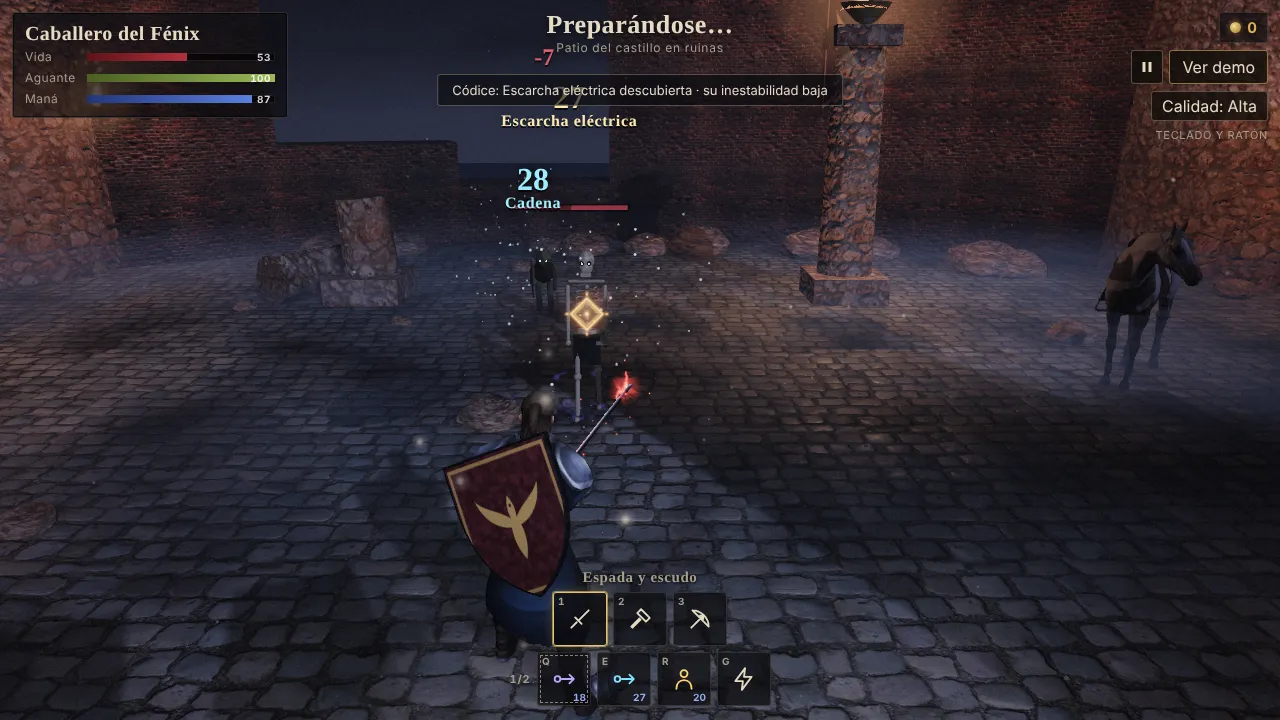 Caballero del Fénix
Vida 53
Aguante 100
Maná 87
Preparándose…
Patio del castillo en ruinas
-7
0
Ver demo
Calidad: Alta
TECLADO Y RATÓN
Códice: Escarcha eléctrica descubierta · su inestabilidad baja
27
Escarcha eléctrica
28
Cadena
Espada y escudo
1 2 3
1/2
Q E R G
18 27 20